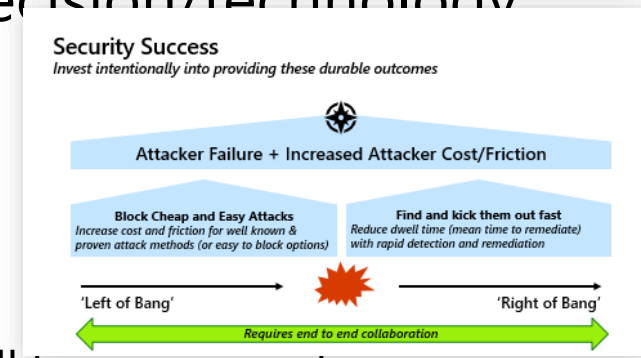 Security Success
Invest intentionally into providing these durable outcomes
Attacker Failure + Increased Attacker Cost/Friction
Block Cheap and Easy Attacks
Increase cost and friction for well known &
proven attack methods (or easy to block options)
Find and kick them out fast
Reduce dwell time (mean time to remediate)
with rapid detection and remediation
‘Left of Bang’
‘Right of Bang’
Requires end to end collaboration